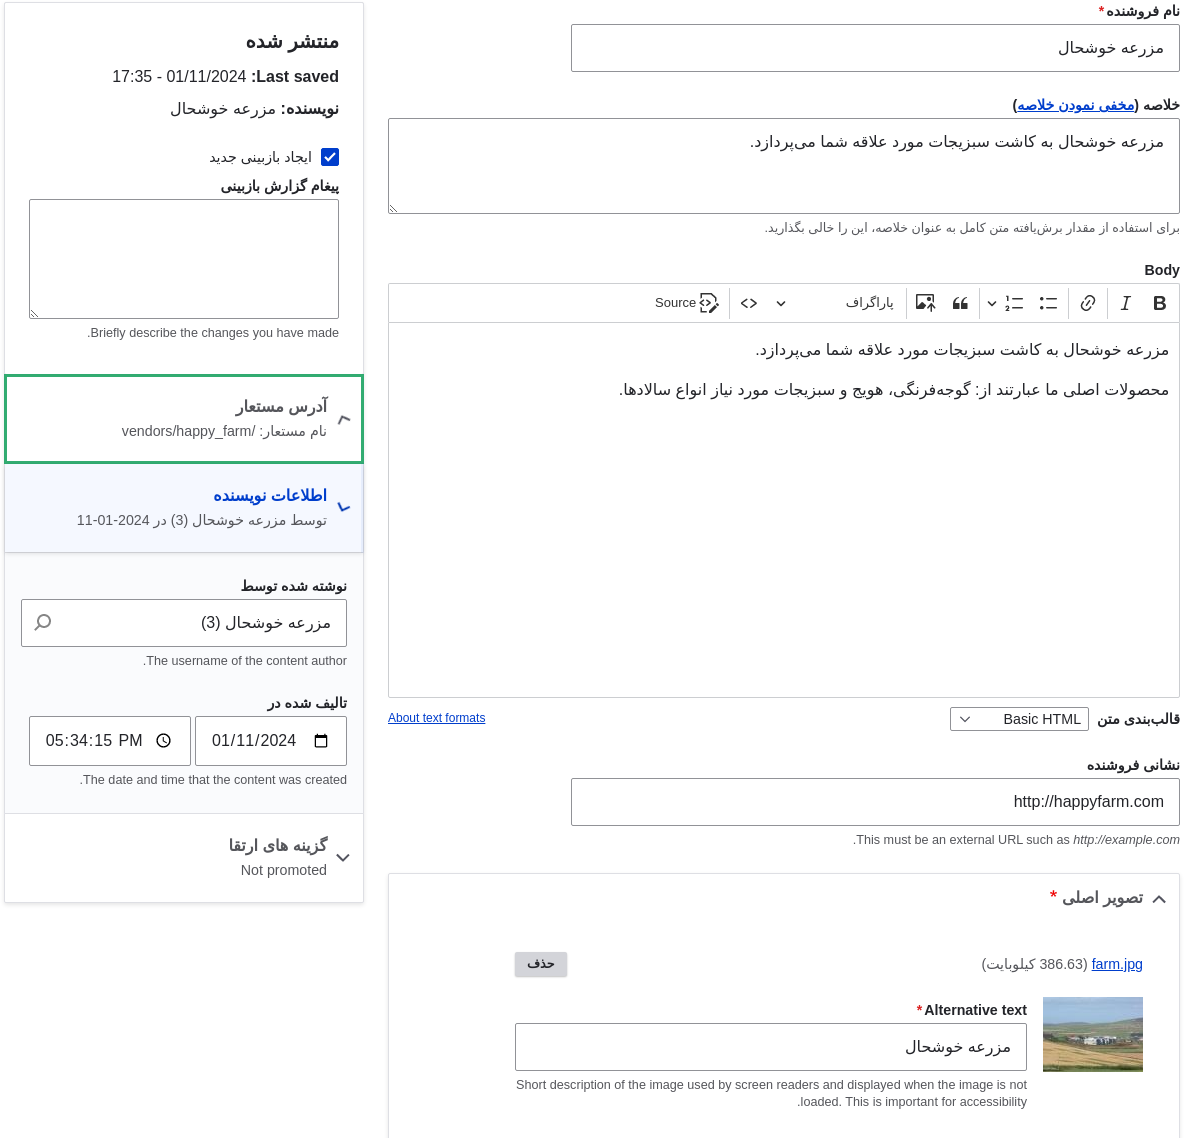 نام فروشنده*
مزرعه خوشحال
خلاصه (مخفی نمودن خلاصه)
مزرعه خوشحال به کاشت سبزیجات مورد علاقه شما می‌پردازد.
برای استفاده از مقدار برش‌یافته متن کامل به عنوان خلاصه، این را خالی بگذارید.
Body
B I پاراگراف <> Source
مزرعه خوشحال به کاشت سبزیجات مورد علاقه شما می‌پردازد.
محصولات اصلی ما عبارتند از: گوجه‌فرنگی، هویج و سبزیجات مورد نیاز انواع سالادها.
قالب‌بندی متن Basic HTML About text formats
نشانی فروشنده
http://happyfarm.com
This must be an external URL such as http://example.com.
تصویر اصلی *
farm.jpg (386.63 کیلوبایت) حذف
Alternative text*
مزرعه خوشحال
Short description of the image used by screen readers and displayed when the image is not
loaded. This is important for accessibility.
منتشر شده
Last saved: 01/11/2024 - 17:35
نویسنده: مزرعه خوشحال
ایجاد بازبینی جدید
پیغام گزارش بازبینی
Briefly describe the changes you have made.
آدرس مستعار
نام مستعار: /vendors/happy_farm
اطلاعات نویسنده
توسط مزرعه خوشحال (3) در 2024-01-11
نوشته شده توسط
مزرعه خوشحال (3)
The username of the content author.
تالیف شده در
01/11/2024 05:34:15 PM
The date and time that the content was created.
گزینه های ارتقا
Not promoted